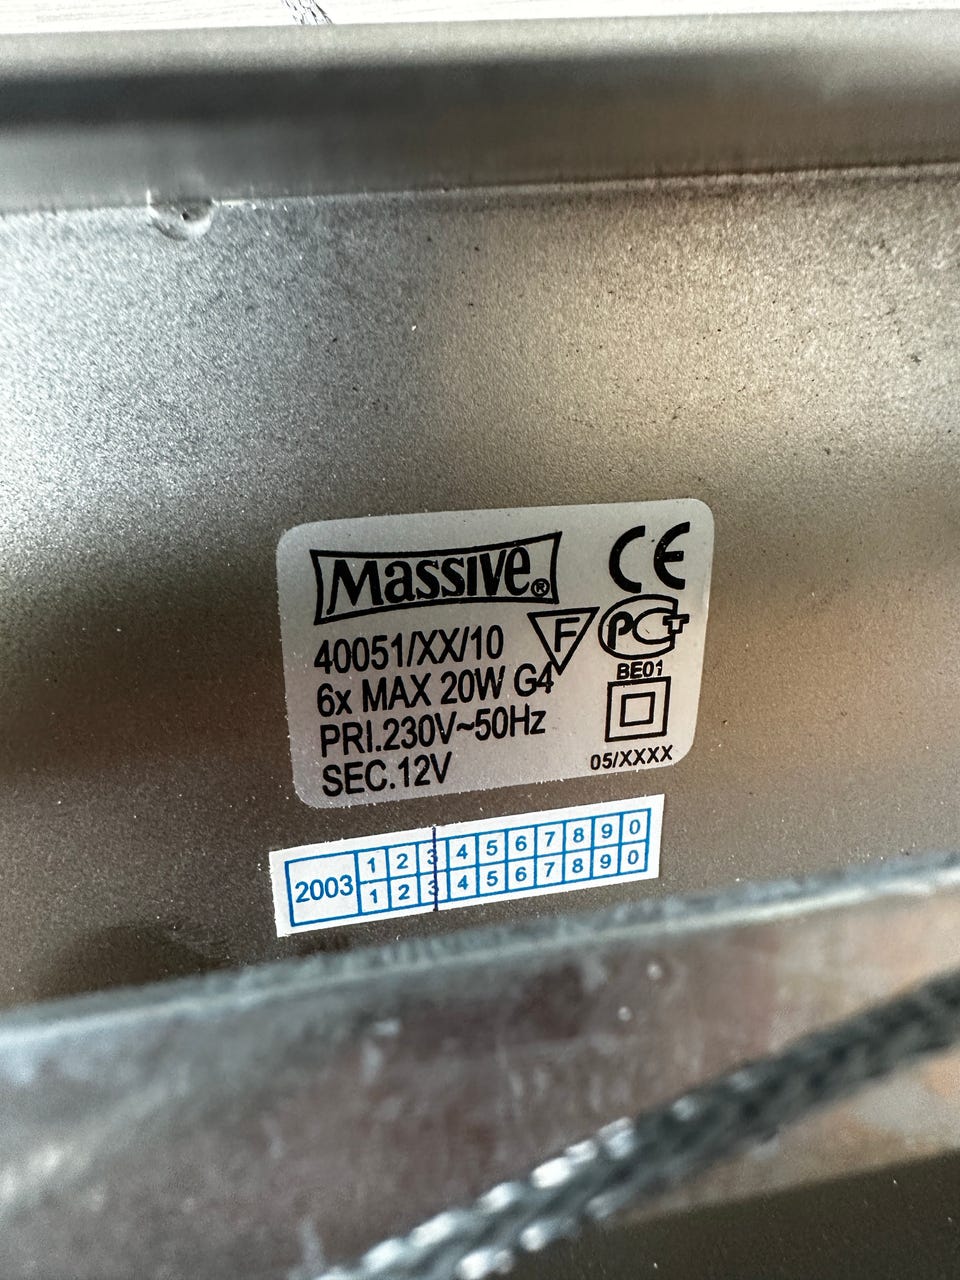 Massive®
CE
40051/XX/10
F
PCT
6x MAX 20W G4
BE01
PRI.230V~50Hz
SEC.12V
05/XXXX
2003
1 2 3 4 5 6 7 8 9 0
1 2 3 4 5 6 7 8 9 0